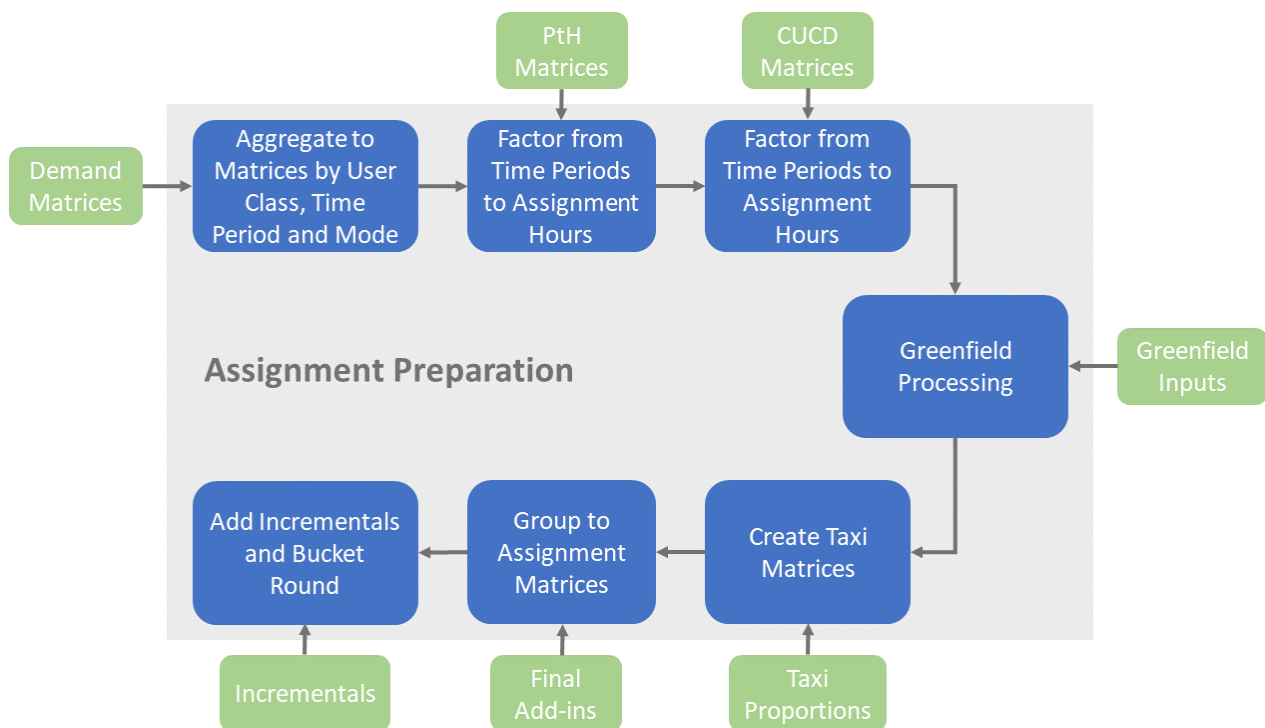 PtH
Matrices
CUCD
Matrices
Demand
Matrices
Aggregate to
Matrices by User
Class, Time
Period and Mode
Factor from
Time Periods
to Assignment
Hours
Factor from
Time Periods to
Assignment
Hours
Greenfield
Processing
Greenfield
Inputs
Assignment Preparation
Add Incrementals
and Bucket
Round
Group to
Assignment
Matrices
Create Taxi
Matrices
Incrementals
Final
Add-ins
Taxi
Proportions